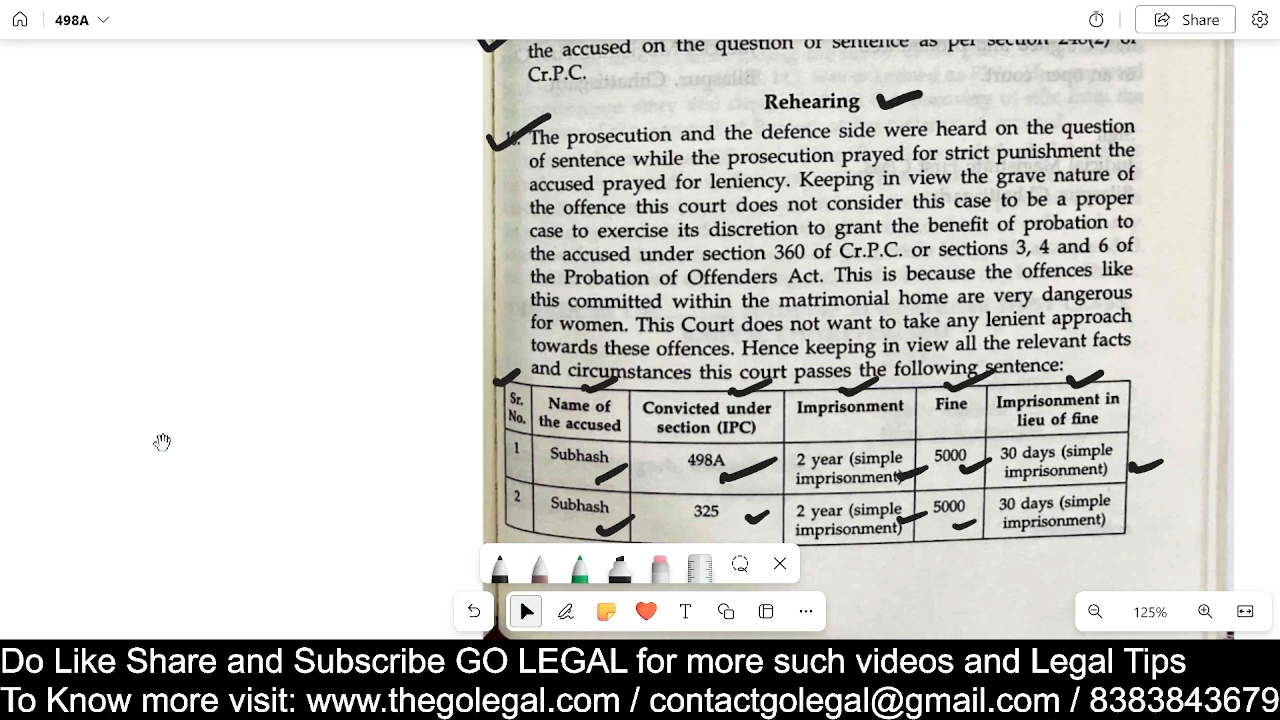 498A
Share
the accused on the question of sentence as per section 248(2) of
Cr.P.C.
Rehearing
The prosecution and the defence side were heard on the question
of sentence while the prosecution prayed for strict punishment the
accused prayed for leniency. Keeping in view the grave nature of
the offence this court does not consider this case to be a proper
case to exercise its discretion to grant the benefit of probation to
the accused under section 360 of Cr.P.C. or sections 3, 4 and 6 of
the Probation of Offenders Act. This is because the offences like
this committed within the matrimonial home are very dangerous
for women. This Court does not want to take any lenient approach
towards these offences. Hence keeping in view all the relevant facts
and circumstances this court passes the following sentence:
Sr. No. Name of the accused Convicted under section (IPC) Imprisonment Fine Imprisonment in lieu of fine
1 Subhash 498A 2 year (simple imprisonment) 5000 30 days (simple imprisonment)
2 Subhash 325 2 year (simple imprisonment) 5000 30 days (simple imprisonment)
125%
Do Like Share and Subscribe GO LEGAL for more such videos and Legal Tips
To Know more visit: www.thegolegal.com / contactgolegal@gmail.com / 8383843679